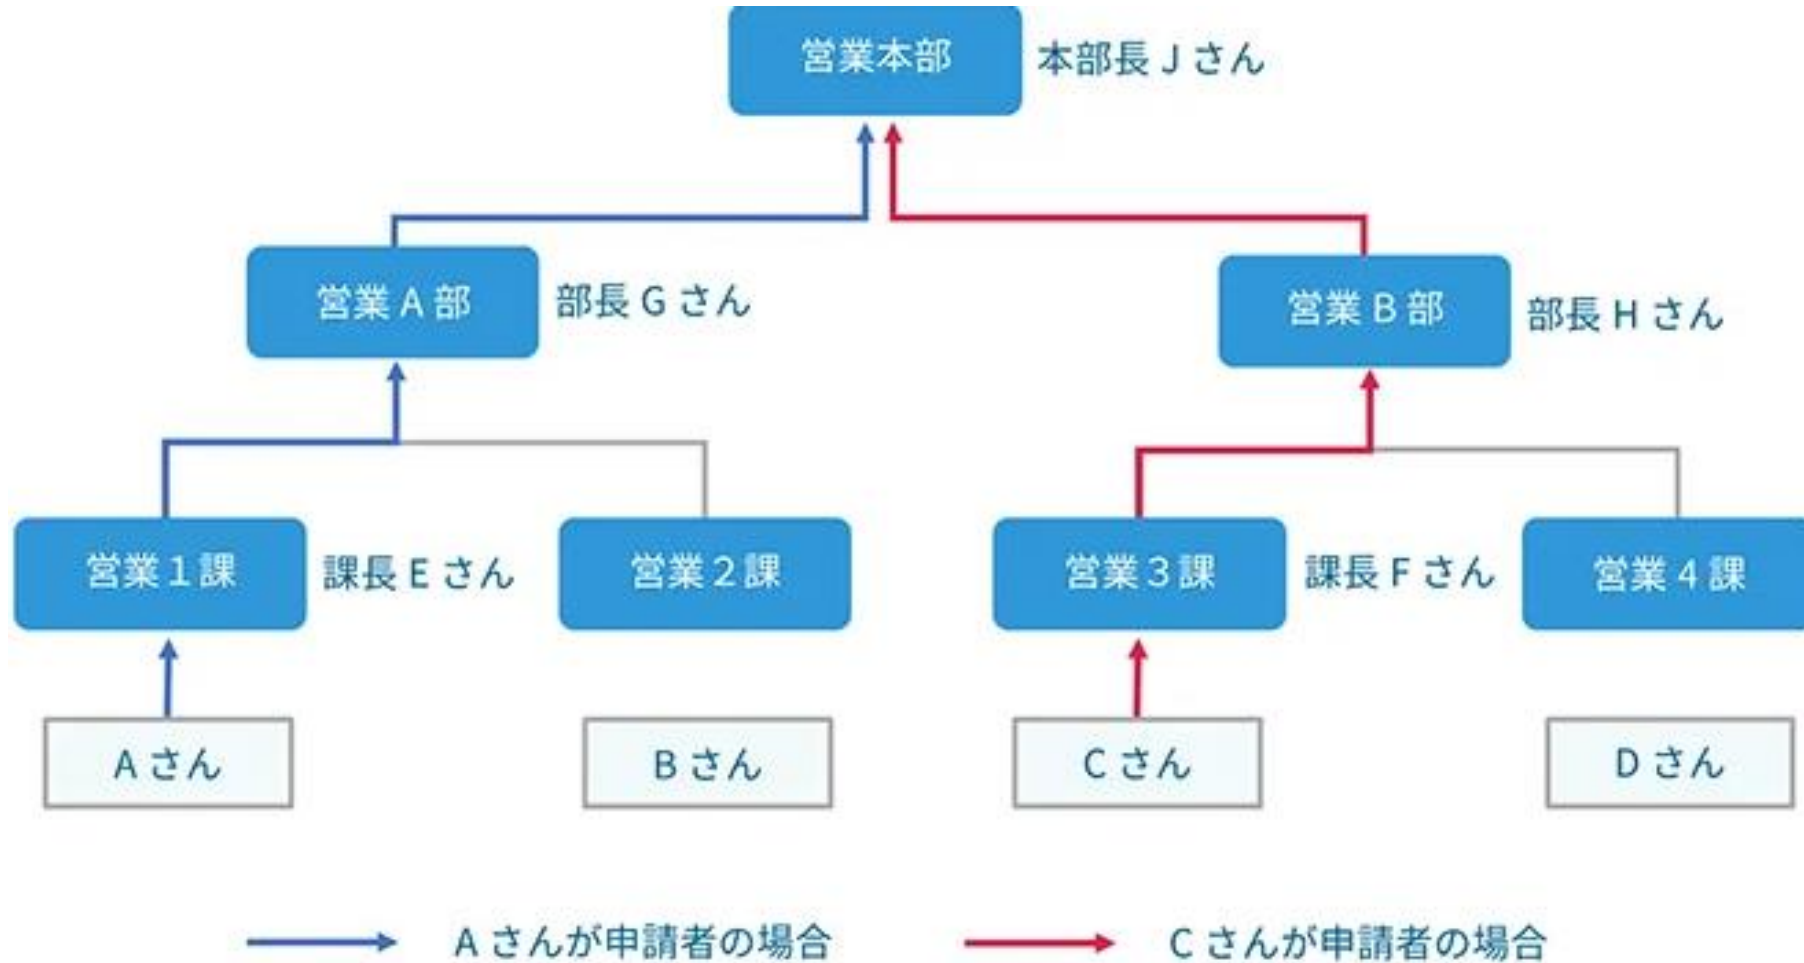 営業本部
本部長 J さん
営業 A 部
部長 G さん
営業 B 部
部長 H さん
営業１課
課長 E さん
営業２課
営業３課
課長 F さん
営業４課
A さん
B さん
C さん
D さん
A さんが申請者の場合
C さんが申請者の場合